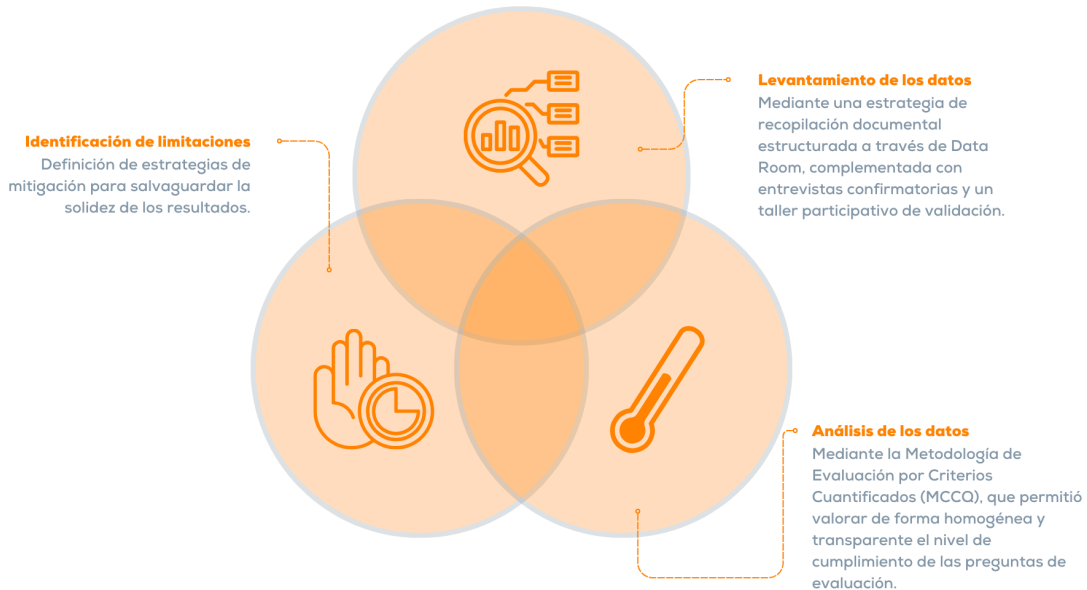 Levantamiento de los datos
Mediante una estrategia de
recopilación documental
estructurada a través de Data
Room, complementada con
entrevistas confirmatorias y un
taller participativo de validación.
Identificación de limitaciones
Definición de estrategias de
mitigación para salvaguardar la
solidez de los resultados.
Análisis de los datos
Mediante la Metodología de
Evaluación por Criterios
Cuantificados (MCCQ), que permitió
valorar de forma homogénea y
transparente el nivel de
cumplimiento de las preguntas de
evaluación.